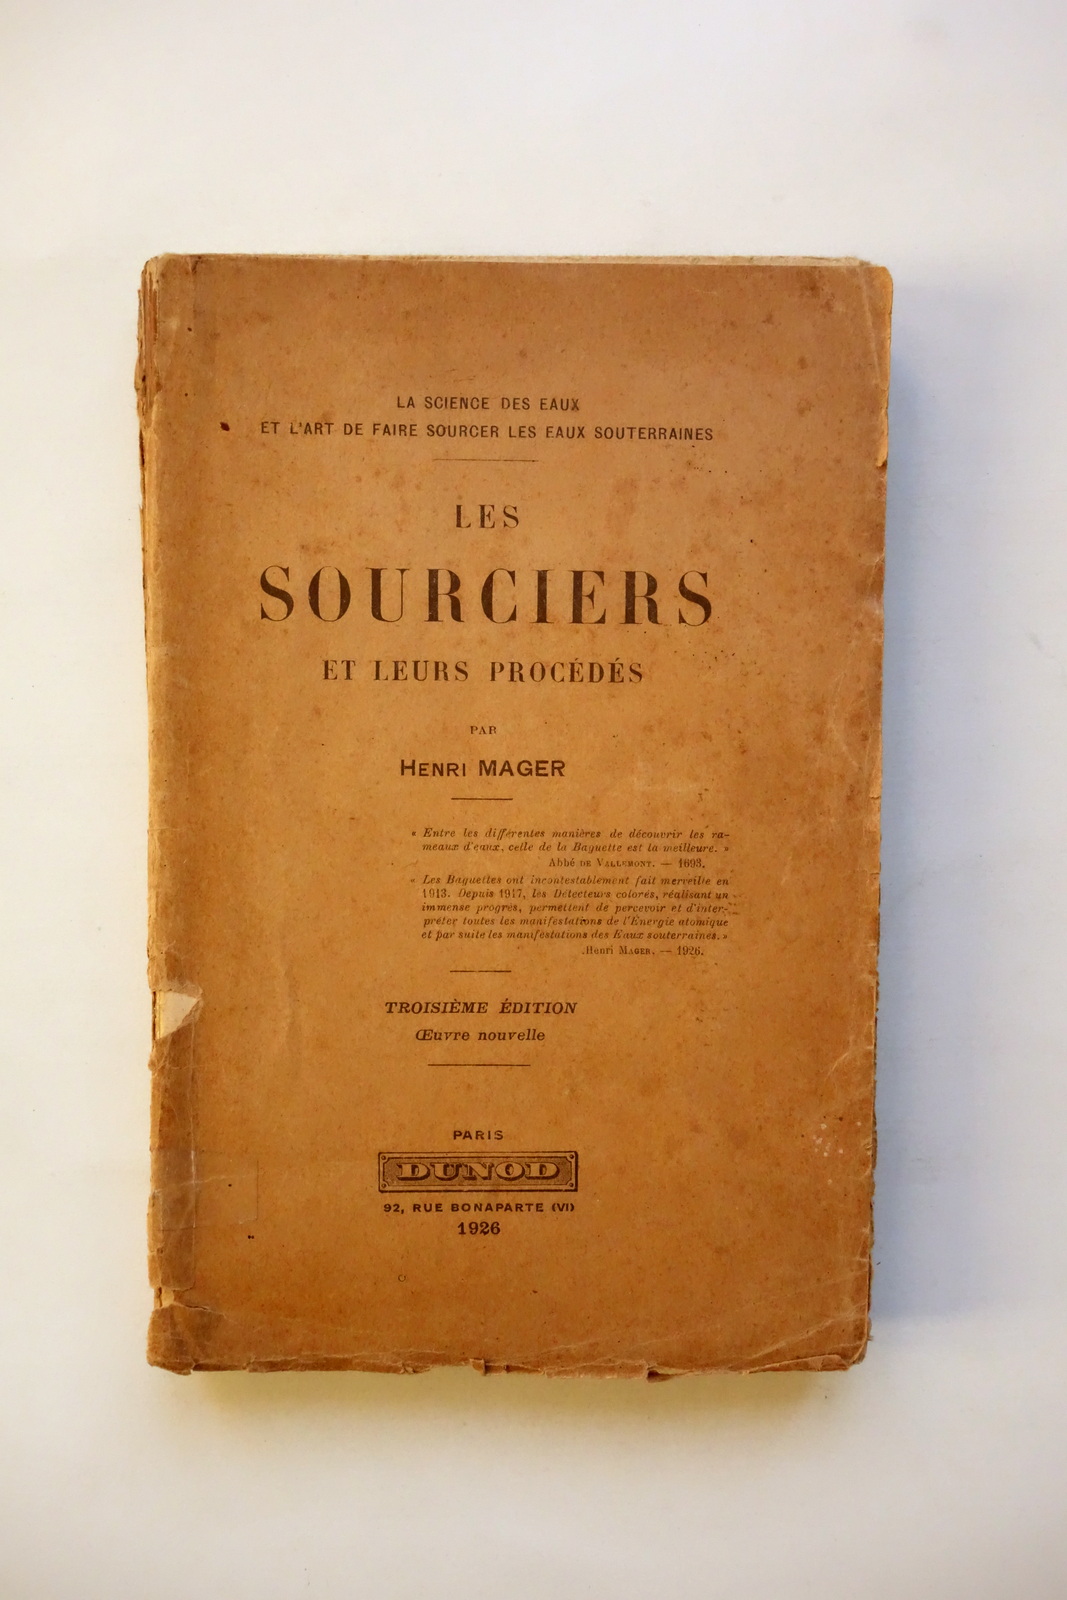 LA SCIENCE DES EAUX
ET L'ART DE FAIRE SOURCER LES EAUX SOUTERRAINES
LES
SOURCIERS
ET LEURS PROCÉDÉS
PAR
HENRI MAGER
« Entre les différentes manières de découvrir les ra-
meaux d'eaux, celle de la Baguette est la meilleure. »
Abbé DE VALLEMONT. — 1693.
« Les Baguettes ont incontestablement fait merveille en
1913. Depuis 1917, les Détecteurs colorés, réalisant un
immense progrès, permettent de percevoir et d'inter-
préter toutes les manifestations de l'Énergie atomique
et par suite les manifestations des Eaux souterraines. »
Henri MAGER. — 1926.
TROISIÈME ÉDITION
Œuvre nouvelle
PARIS
DUNOD
92, RUE BONAPARTE (VI)
1926